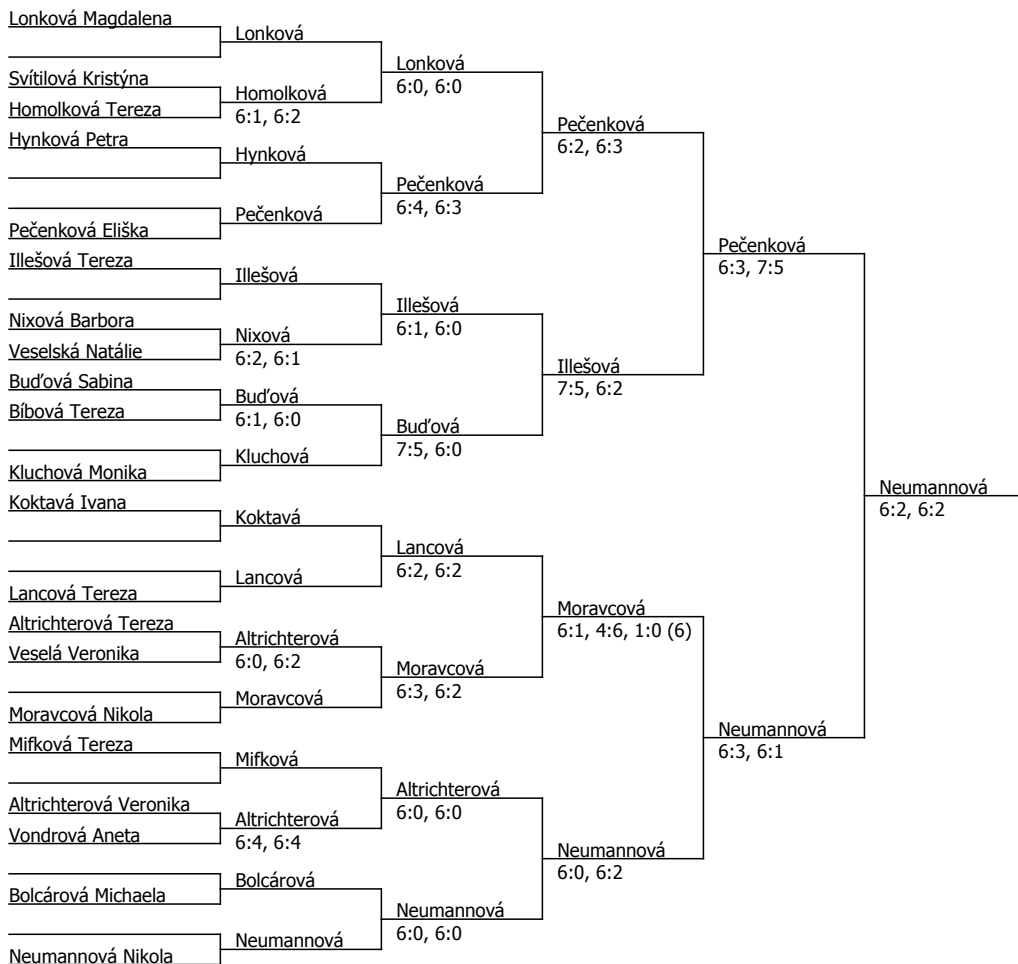 Lonková Magdalena
Svítilová Kristýna
Homolková Tereza
Hynková Petra
Pečenková Eliška
Illešová Tereza
Nixová Barbora
Veselská Natálie
Buďová Sabina
Bíbová Tereza
Kluchová Monika
Koktavá Ivana
Lancová Tereza
Altrichterová Tereza
Veselá Veronika
Moravcová Nikola
Mifková Tereza
Altrichterová Veronika
Vondrová Aneta
Bolcárová Michaela
Neumannová Nikola
Lonková
Homolková
6:1, 6:2
Hynková
Pečenková
Illešová
Nixová
6:2, 6:1
Buďová
6:1, 6:0
Kluchová
Koktavá
Lancová
Altrichterová
6:0, 6:2
Moravcová
Mifková
Altrichterová
6:4, 6:4
Bolcárová
Neumannová
Lonková
6:0, 6:0
Pečenková
6:4, 6:3
Illešová
6:1, 6:0
Buďová
7:5, 6:0
Lancová
6:2, 6:2
Moravcová
6:3, 6:2
Altrichterová
6:0, 6:0
Neumannová
6:0, 6:0
Pečenková
6:2, 6:3
Illešová
7:5, 6:2
Moravcová
6:1, 4:6, 1:0 (6)
Neumannová
6:0, 6:2
Pečenková
6:3, 7:5
Neumannová
6:3, 6:1
Neumannová
6:2, 6:2